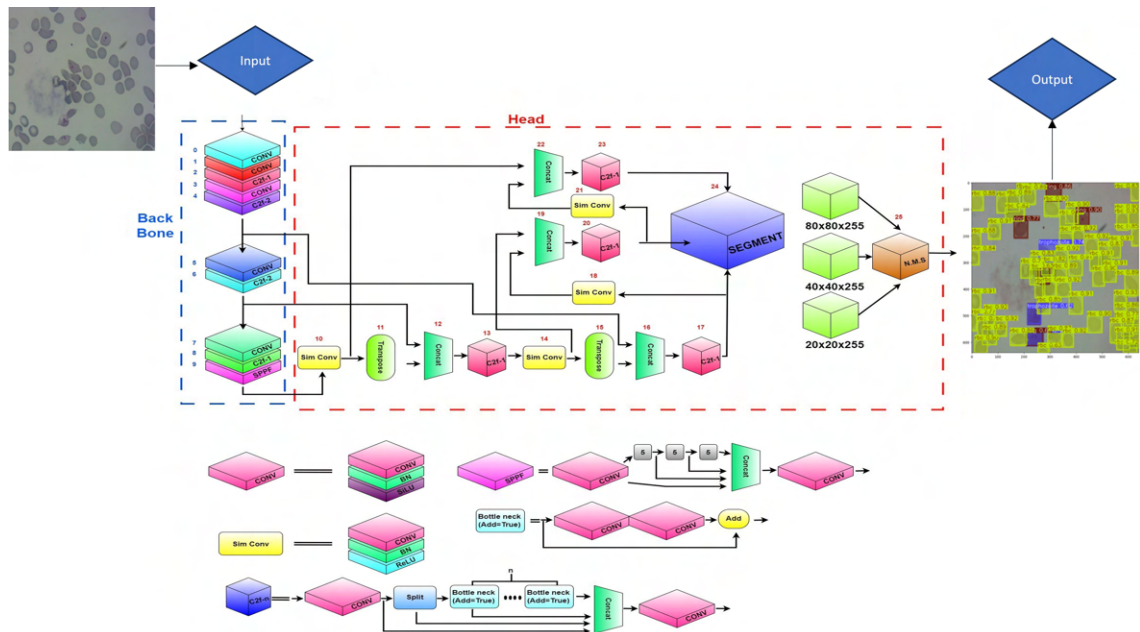 Input
Output
Back
Bone
Head
0
1
2
3
4
CONV
CONV
C2f-1
CONV
C2f-2
5
6
CONV
C2f-2
7
8
9
CONV
C2f-1
SPPF
10
Sim Conv
11
Transpose
12
Concat
13
C2f-1
14
Sim Conv
15
Transpose
16
Concat
17
C2f-1
18
Sim Conv
19
Concat
20
C2f-1
21
Sim Conv
22
Concat
23
C2f-1
24
SEGMENT
80x80x255
40x40x255
20x20x255
N.M.S
CONV
CONV
BN
SiLU
SPPF
CONV
5
5
5
Concat
CONV
Sim Conv
CONV
BN
ReLU
Bottle neck
(Add=True)
CONV
CONV
Add
C2f-n
CONV
Split
n
Bottle neck
(Add=True)
Bottle neck
(Add=True)
Concat
CONV